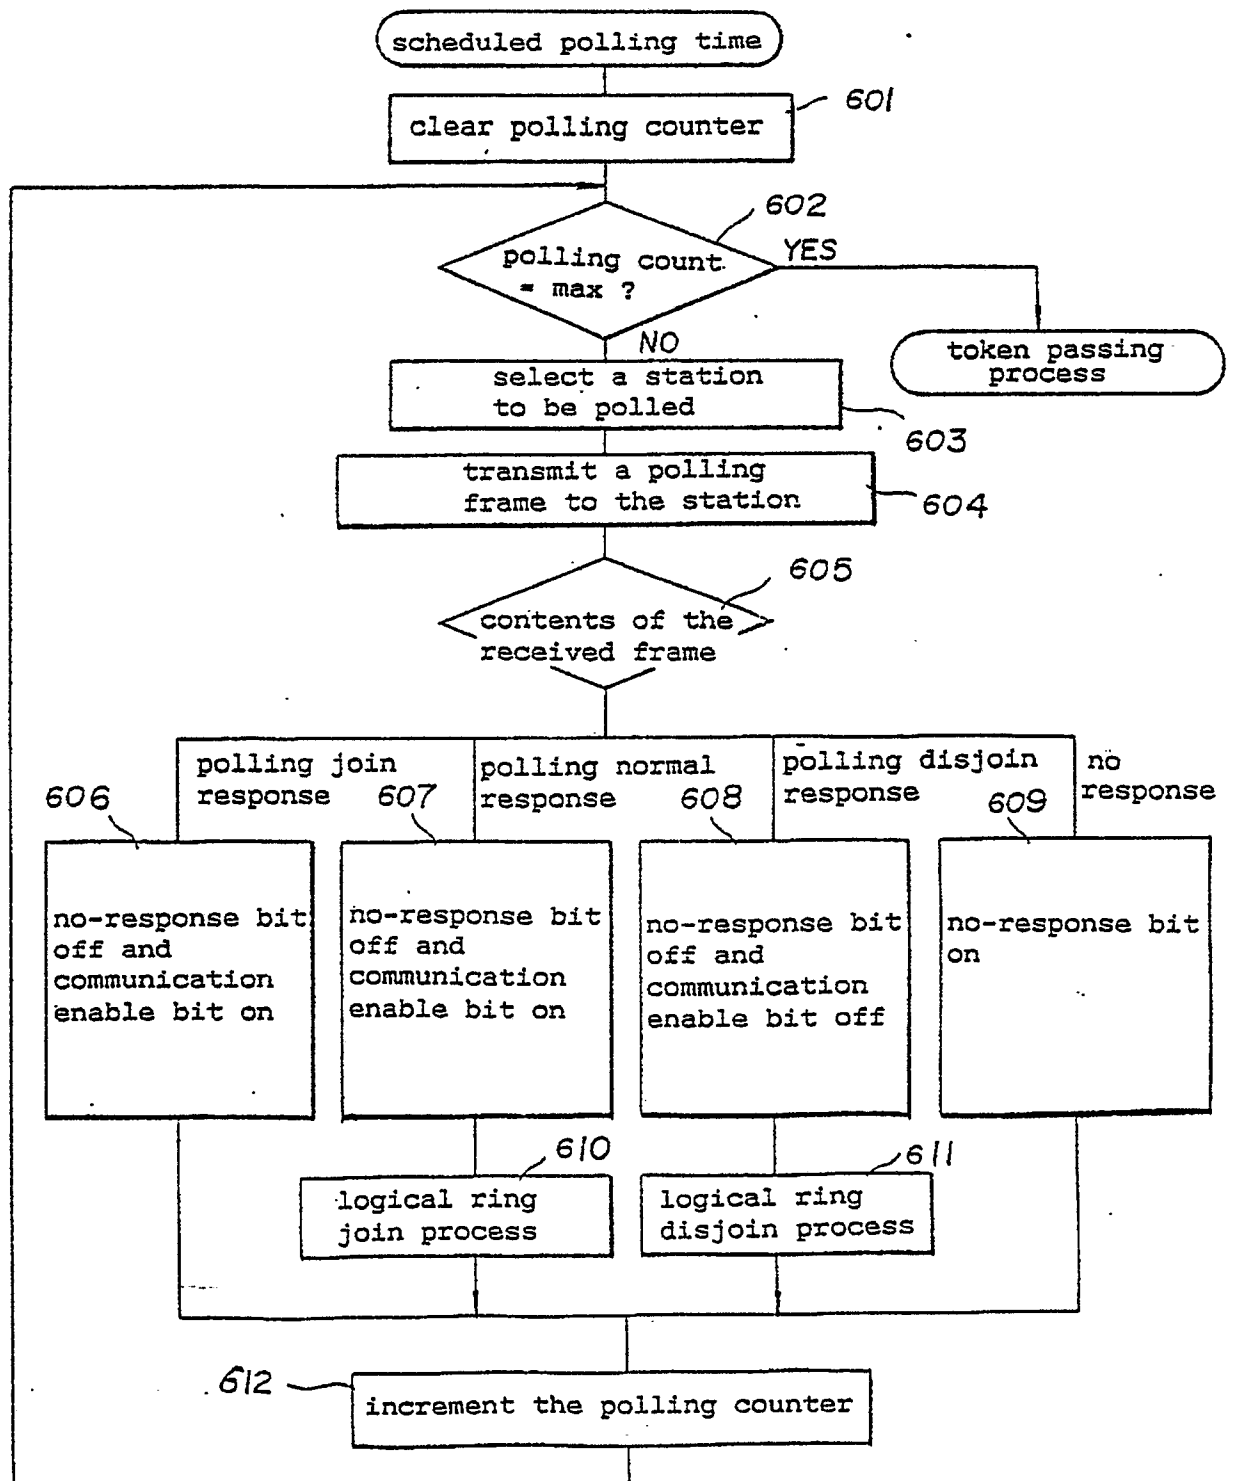 scheduled polling time
601
clear polling counter
602
polling count
= max ?
YES
NO
token passing
process
select a station
to be polled
603
transmit a polling
frame to the station
604
605
contents of the
received frame
polling join
response
polling normal
response
polling disjoin
response
no
response
606
607
608
609
no-response bit
off and
communication
enable bit on
no-response bit
off and
communication
enable bit on
no-response bit
off and
communication
enable bit off
no-response bit
on
610
611
logical ring
join process
logical ring
disjoin process
612
increment the polling counter